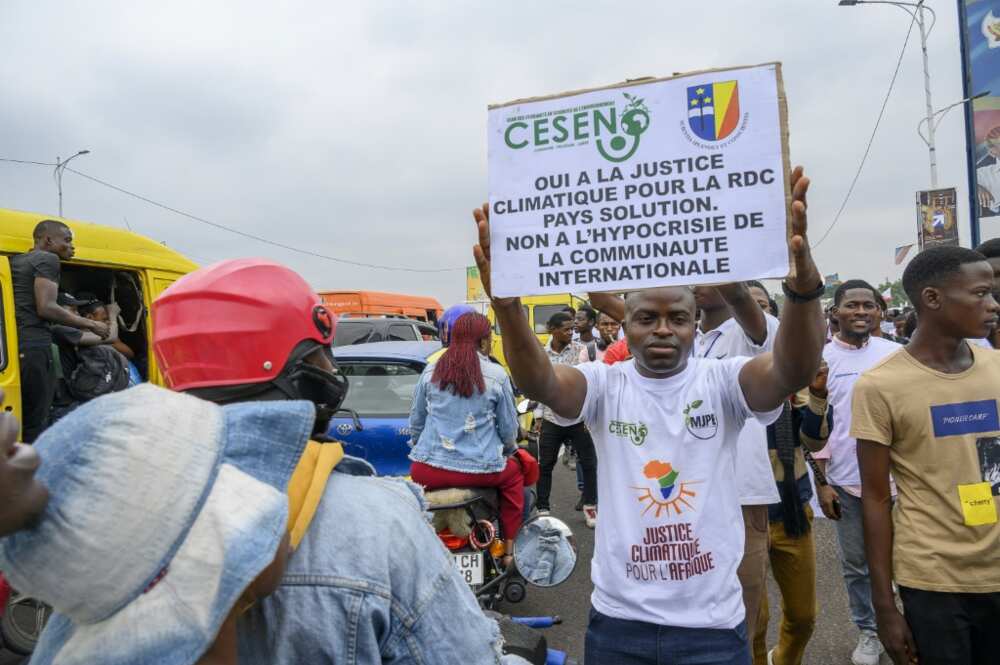 CESEN
OUI A LA JUSTICE
CLIMATIQUE POUR LA RDC
PAYS SOLUTION.
NON A L'HYPOCRISIE DE
LA COMMUNAUTE
INTERNATIONALE
CESEN
MJPE
JUSTICE
CLIMATIQUE
POUR L'AFRIQUE
"PIONEER CAMP"
"cherry"